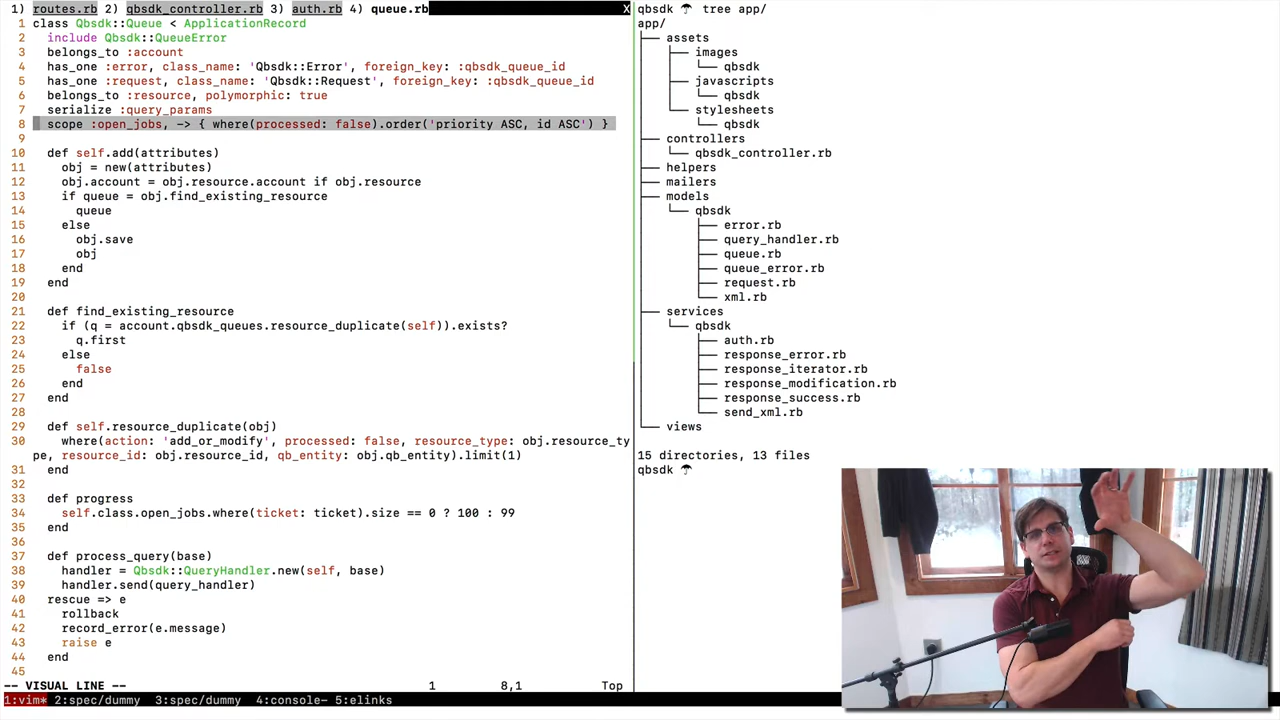 1) routes.rb 2) qbsdk_controller.rb 3) auth.rb 4) queue.rb X
1 class Qbsdk::Queue < ApplicationRecord
2 include Qbsdk::QueueError
3 belongs_to :account
4 has_one :error, class_name: 'Qbsdk::Error', foreign_key: :qbsdk_queue_id
5 has_one :request, class_name: 'Qbsdk::Request', foreign_key: :qbsdk_queue_id
6 belongs_to :resource, polymorphic: true
7 serialize :query_params
8 scope :open_jobs, -> { where(processed: false).order('priority ASC, id ASC') }
9
10 def self.add(attributes)
11 obj = new(attributes)
12 obj.account = obj.resource.account if obj.resource
13 if queue = obj.find_existing_resource
14 queue
15 else
16 obj.save
17 obj
18 end
19 end
20
21 def find_existing_resource
22 if (q = account.qbsdk_queues.resource_duplicate(self)).exists?
23 q.first
24 else
25 false
26 end
27 end
28
29 def self.resource_duplicate(obj)
30 where(action: 'add_or_modify', processed: false, resource_type: obj.resource_ty
pe, resource_id: obj.resource_id, qb_entity: obj.qb_entity).limit(1)
31 end
32
33 def progress
34 self.class.open_jobs.where(ticket: ticket).size == 0 ? 100 : 99
35 end
36
37 def process_query(base)
38 handler = Qbsdk::QueryHandler.new(self, base)
39 handler.send(query_handler)
40 rescue => e
41 rollback
42 record_error(e.message)
43 raise e
44 end
45
-- VISUAL LINE -- 1 8,1 Top
1:vim* 2:spec/dummy 3:spec/dummy 4:console- 5:elinks
qbsdk ☂ tree app/
app/
├── assets
│   ├── images
│   │   └── qbsdk
│   ├── javascripts
│   │   └── qbsdk
│   └── stylesheets
│       └── qbsdk
├── controllers
│   └── qbsdk_controller.rb
├── helpers
├── mailers
├── models
│   └── qbsdk
│       ├── error.rb
│       ├── query_handler.rb
│       ├── queue.rb
│       ├── queue_error.rb
│       ├── request.rb
│       └── xml.rb
├── services
│   └── qbsdk
│       ├── auth.rb
│       ├── response_error.rb
│       ├── response_iterator.rb
│       ├── response_modification.rb
│       ├── response_success.rb
│       └── send_xml.rb
└── views
15 directories, 13 files
qbsdk ☂